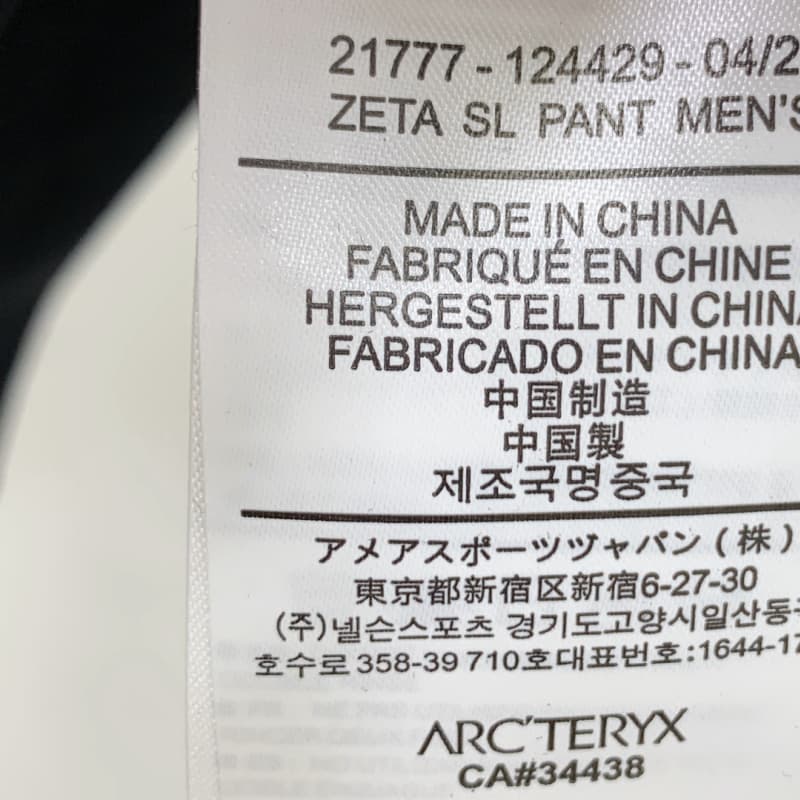 21777 - 124429 - 04/2
ZETA SL PANT MEN'S
MADE IN CHINA
FABRIQUÉ EN CHINE
HERGESTELLT IN CHINA
FABRICADO EN CHINA
中国制造
中国製
제조국명중국
アメアスポーツヅャパン(株)
東京都新宿区新宿6-27-30
(주)넬슨스포츠 경기도고양시일산동구
호수로 358-39 710호대표번호:1644-17
ARC'TERYX
CA#34438